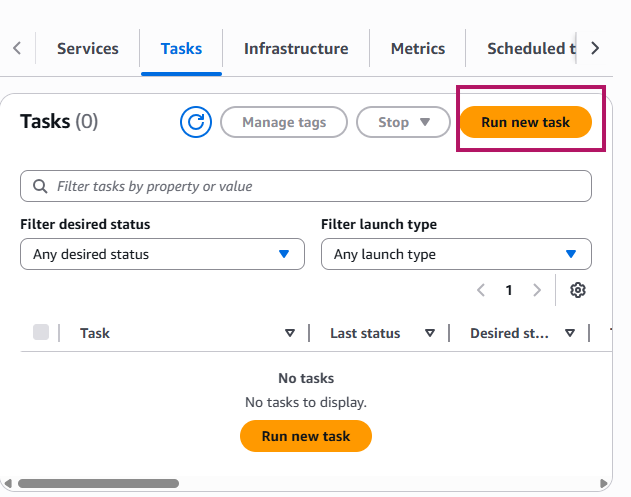 Services Tasks Infrastructure Metrics Scheduled t
Tasks (0) Manage tags Stop Run new task
Filter tasks by property or value
Filter desired status Filter launch type
Any desired status Any launch type
1
Task Last status Desired st...
No tasks
No tasks to display.
Run new task